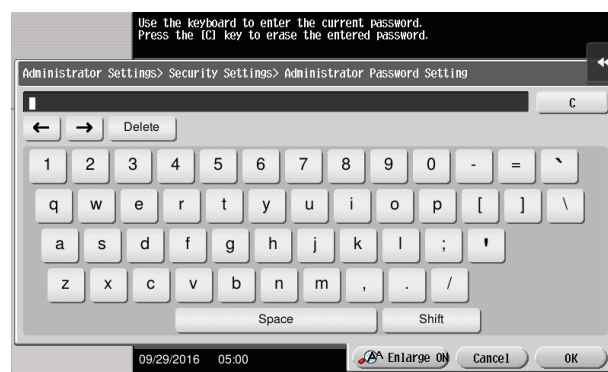 Use the keyboard to enter the current password.
Press the [C] key to erase the entered password.
Administrator Settings> Security Settings> Administrator Password Setting
C
← → Delete
1 2 3 4 5 6 7 8 9 0 - = `
q w e r t y u i o p [ ] \
a s d f g h j k l ; '
z x c v b n m , . /
Space Shift
09/29/2016 05:00 Enlarge ON Cancel OK